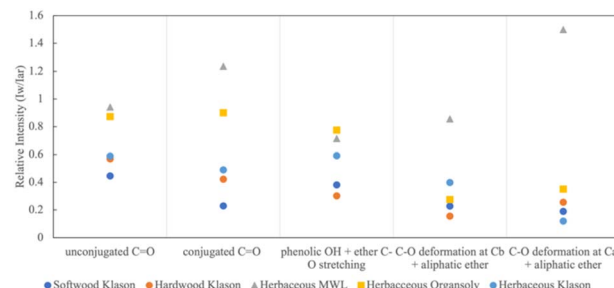 Relative Intensity (Iw/Iar)
1.6
1.4
1.2
1
0.8
0.6
0.4
0.2
0
unconjugated C=O
conjugated C=O
phenolic OH + ether C-
O stretching
C-O deformation at Cb
+ aliphatic ether
C-O deformation at Ca
+ aliphatic ether
Softwood Klason
Hardwood Klason
Herbaceous MWL
Herbacceous Organsolv
Herbaceous Klason